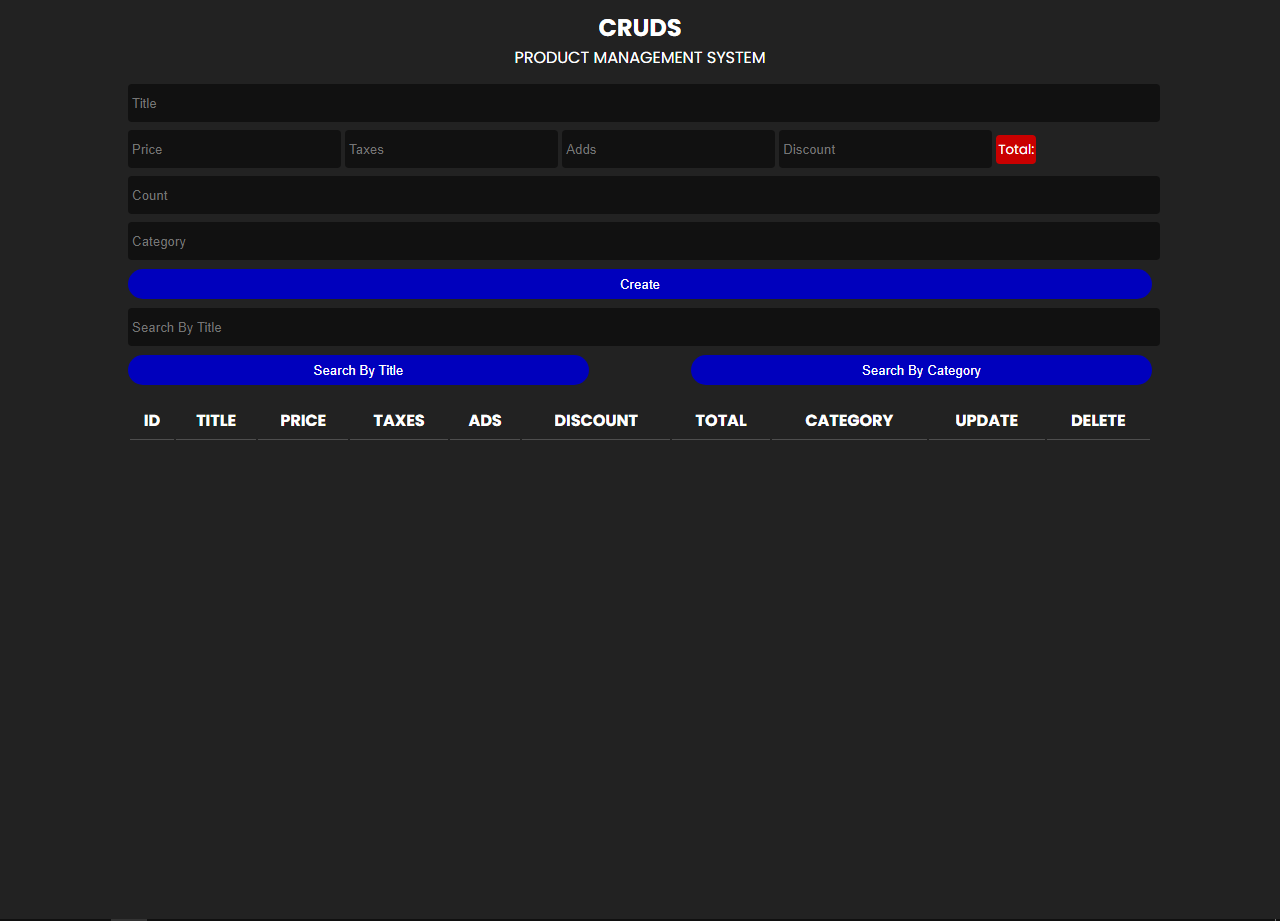 CRUDS
PRODUCT MANAGEMENT SYSTEM
Title
Price Taxes Adds Discount Total:
Count
Category
Create
Search By Title
Search By Title Search By Category
ID TITLE PRICE TAXES ADS DISCOUNT TOTAL CATEGORY UPDATE DELETE